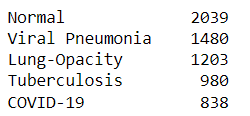 Normal 2039
Viral Pneumonia 1480
Lung-Opacity 1203
Tuberculosis 980
COVID-19 838